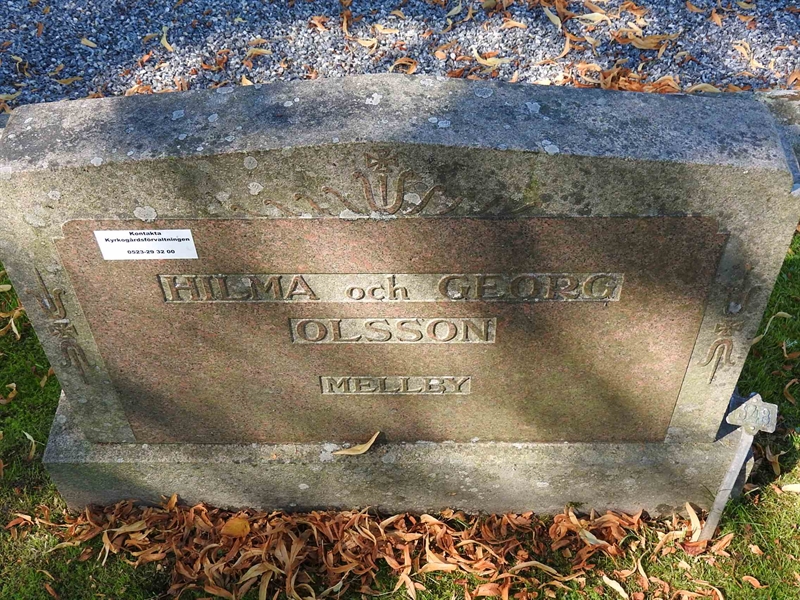 Kontakta
Kyrkogårdsförvaltningen
0523-29 32 00
HILMA och GEORG
OLSSON
MELLBY